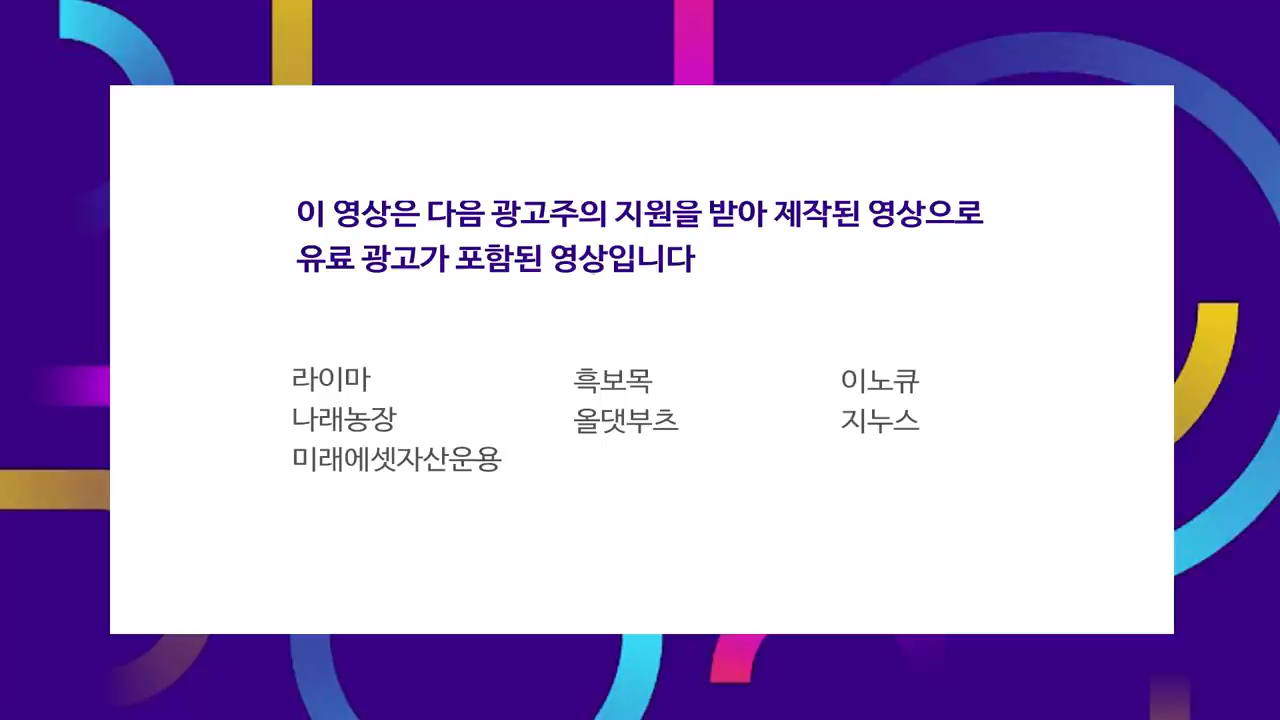 이 영상은 다음 광고주의 지원을 받아 제작된 영상으로
유료 광고가 포함된 영상입니다
라이마 흑보목 이노큐
나래농장 올댓부츠 지누스
미래에셋자산운용